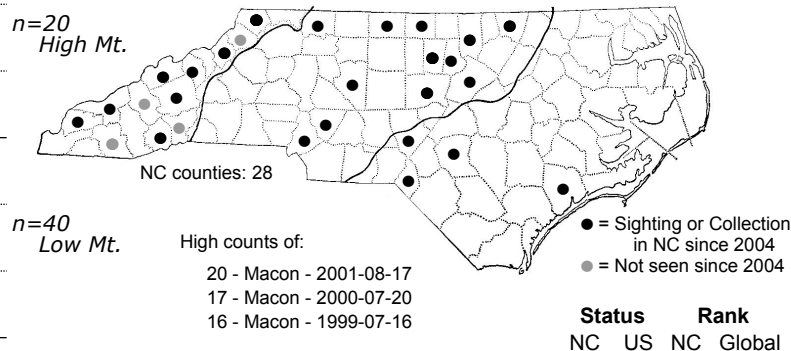 n=20
High Mt.
NC counties: 28
n=40
Low Mt.
High counts of:
20 - Macon - 2001-08-17
17 - Macon - 2000-07-20
16 - Macon - 1999-07-16
= Sighting or Collection
in NC since 2004
= Not seen since 2004
Status Rank
NC US NC Global